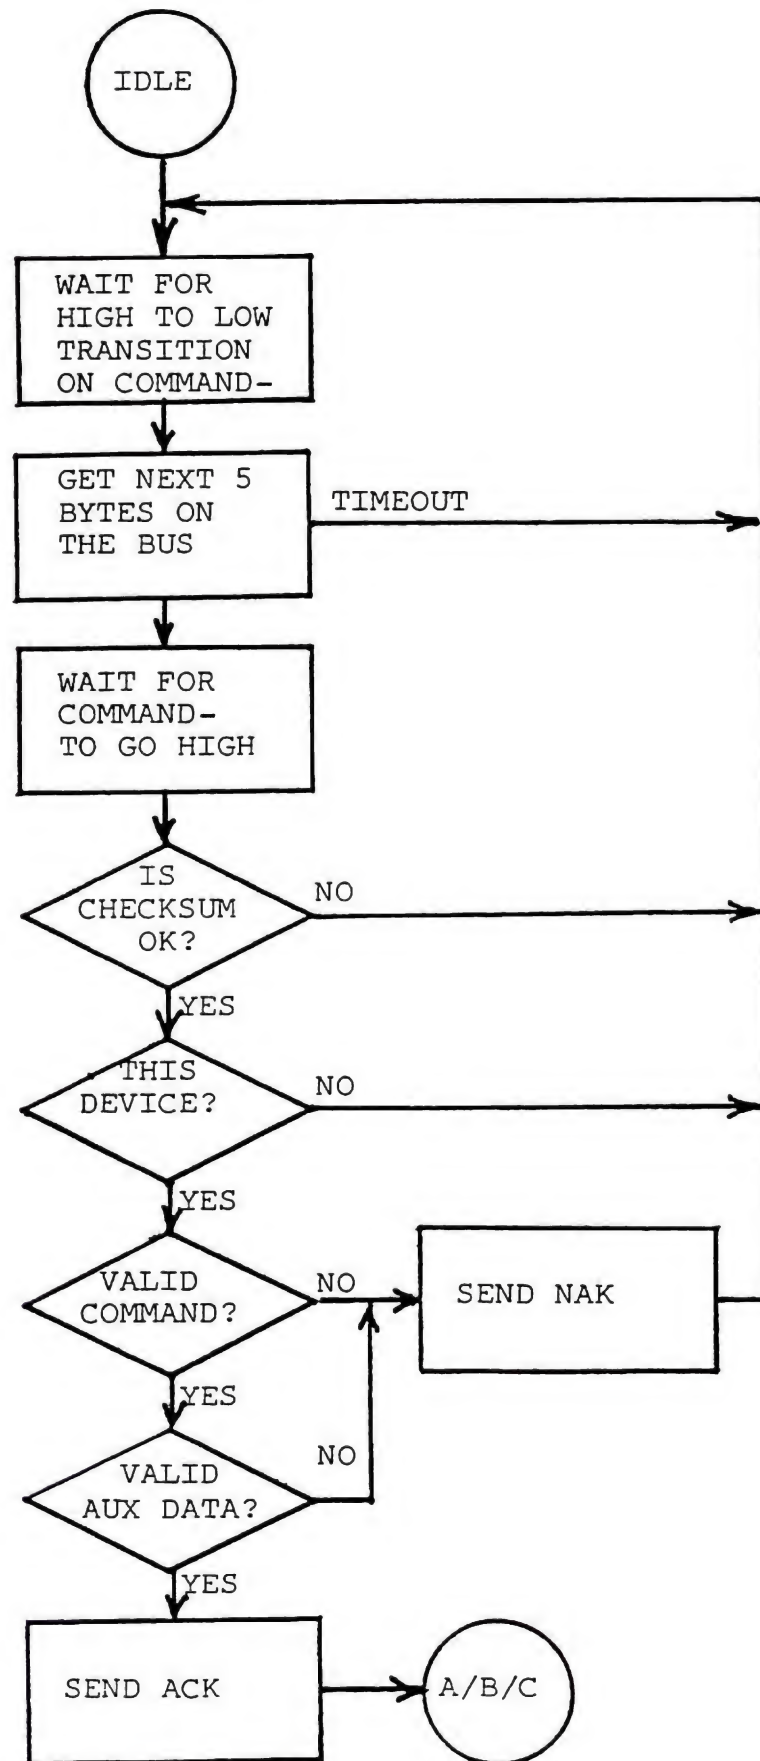 IDLE
WAIT FOR
HIGH TO LOW
TRANSITION
ON COMMAND-
GET NEXT 5
BYTES ON
THE BUS
TIMEOUT
WAIT FOR
COMMAND-
TO GO HIGH
IS
CHECKSUM
OK?
NO
YES
THIS
DEVICE?
NO
YES
VALID
COMMAND?
NO
SEND NAK
YES
VALID
AUX DATA?
NO
YES
SEND ACK
A/B/C